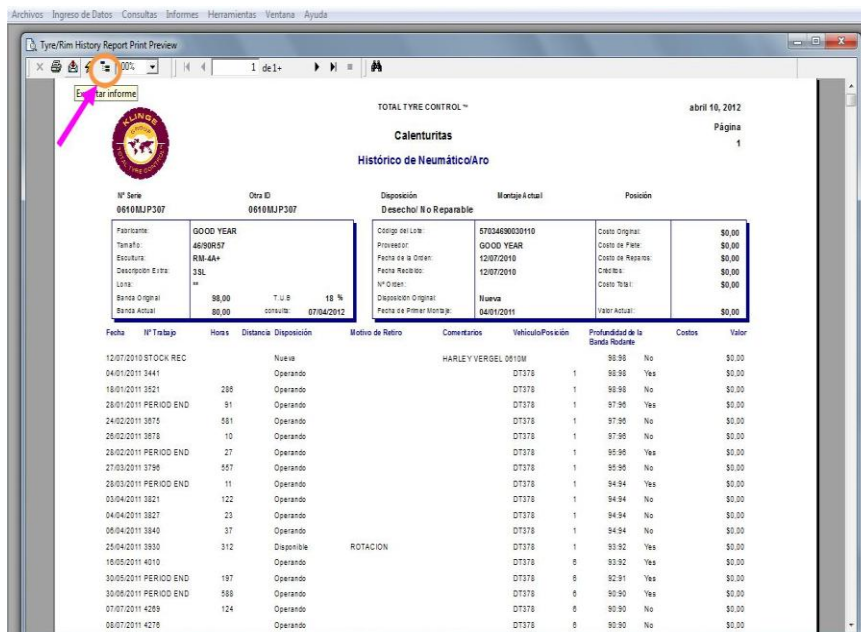 Archivos Ingreso de Datos Consultas Informes Herramientas Ventana Ayuda
Tyre/Rim History Report Print Preview
1 de 1+
tar informe
KLINGE
TOTAL TYRE CONTROL
TOTAL TYRE CONTROL ™
abril 10, 2012
Calenturitas
Página
1
Histórico de Neumático/Aro
Nº Serie Otra ID Disposición Montaje Actual Posición
0610MJP307 0610MJP307 Desecho/ No Reparable
Fabricante: GOOD YEAR Código del Lote: 57034690030110 Costo Original: $0,00
Tamaño: 46/90R57 Proveedor: GOOD YEAR Costo de Flete: $0,00
Escultura: RM-4A+ Fecha de la Orden: 12/07/2010 Costo de Reparos: $0,00
Descripción Extra: 3SL Fecha Recibido: 12/07/2010 Créditos: $0,00
Lona: ** Nº Orden: Costo Total: $0,00
Banda Original 98,00 T.U.B 18 % Disposición Original: Nueva
Banda Actual 80,00 consulta: 07/04/2012 Fecha de Primer Montaje: 04/01/2011 Valor Actual: $0,00
Fecha Nº Trabajo Horas Distancia Disposición Motivo de Retiro Comentarios Vehiculo/Posición Profundidad de la Banda Rodante Costos Valor
12/07/2010 STOCK REC Nueva HARLEY VERGEL 0610M 98:98 No $0,00
04/01/2011 3441 Operando DT378 1 98:98 Yes $0,00
18/01/2011 3521 286 Operando DT378 1 98:98 No $0,00
28/01/2011 PERIOD END 91 Operando DT378 1 97:96 Yes $0,00
24/02/2011 3675 581 Operando DT378 1 97:96 No $0,00
26/02/2011 3678 10 Operando DT378 1 97:96 No $0,00
28/02/2011 PERIOD END 27 Operando DT378 1 95:96 Yes $0,00
27/03/2011 3796 557 Operando DT378 1 95:96 No $0,00
28/03/2011 PERIOD END 11 Operando DT378 1 94:94 Yes $0,00
03/04/2011 3821 122 Operando DT378 1 94:94 No $0,00
04/04/2011 3827 23 Operando DT378 1 94:94 No $0,00
06/04/2011 3840 37 Operando DT378 1 94:94 No $0,00
25/04/2011 3930 312 Disponible ROTACION DT378 1 93:92 Yes $0,00
16/05/2011 4010 Operando DT378 6 93:92 Yes $0,00
30/05/2011 PERIOD END 197 Operando DT378 6 92:91 Yes $0,00
30/06/2011 PERIOD END 588 Operando DT378 6 90:90 Yes $0,00
07/07/2011 4269 124 Operando DT378 6 90:90 No $0,00
08/07/2011 4276 Operando DT378 6 90:90 No $0,00